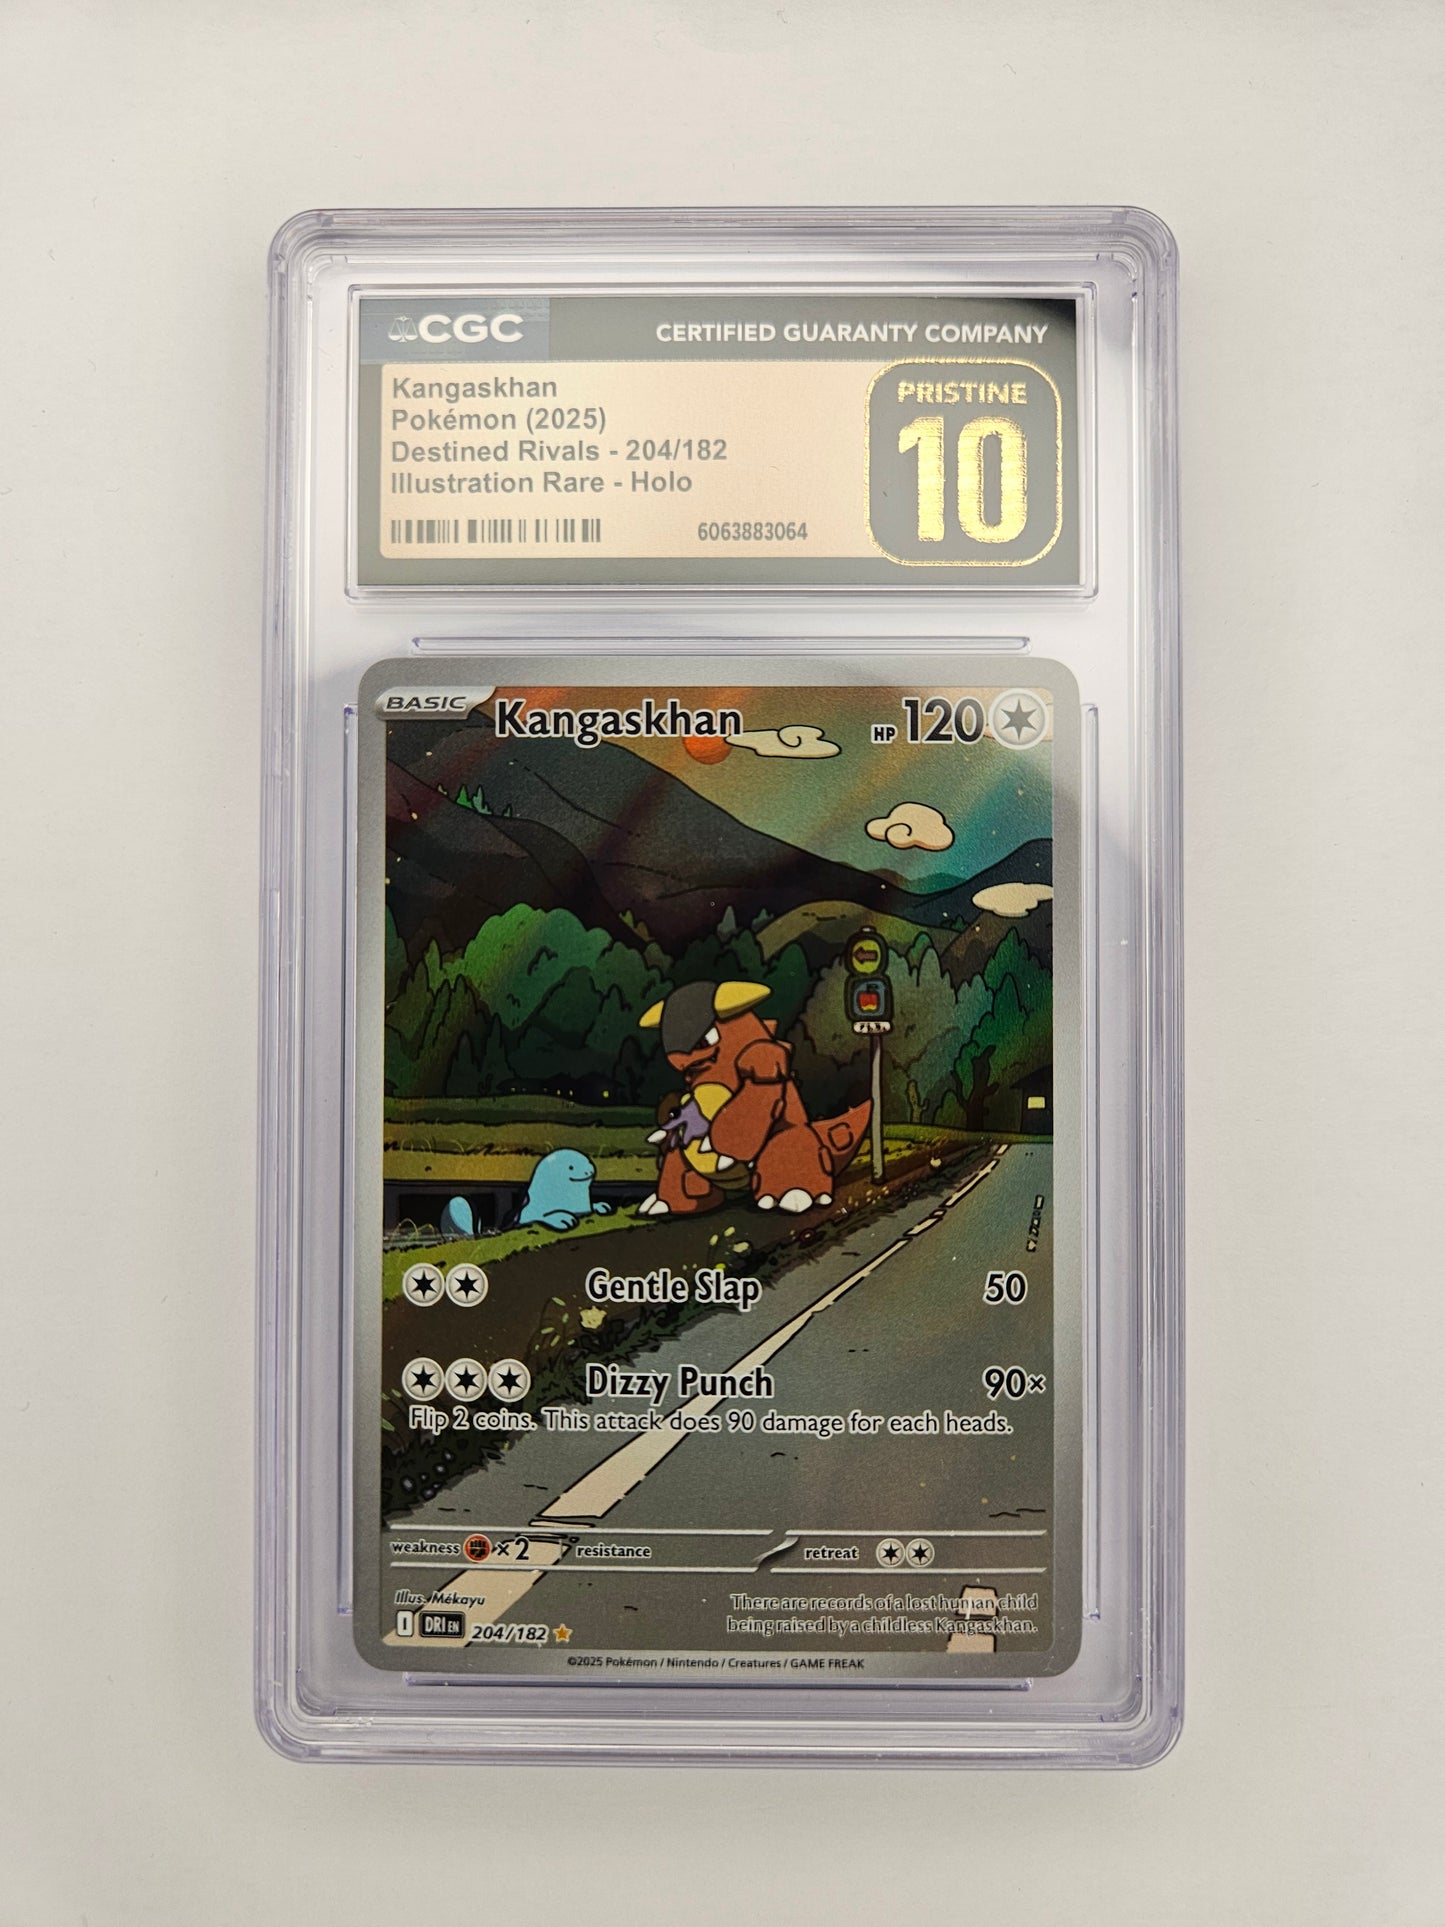 CGC
CERTIFIED GUARANTY COMPANY
Kangaskhan
Pokémon (2025)
Destined Rivals - 204/182
Illustration Rare - Holo
6063883064
PRISTINE
10
BASIC
Kangaskhan
HP 120
Gentle Slap 50
Dizzy Punch 90×
Flip 2 coins. This attack does 90 damage for each heads.
weakness ×2 resistance retreat
Illus. Mékayu
There are records of a lost human child
being raised by a childless Kangaskhan.
I DRI EN 204/182
©2025 Pokémon / Nintendo / Creatures / GAME FREAK